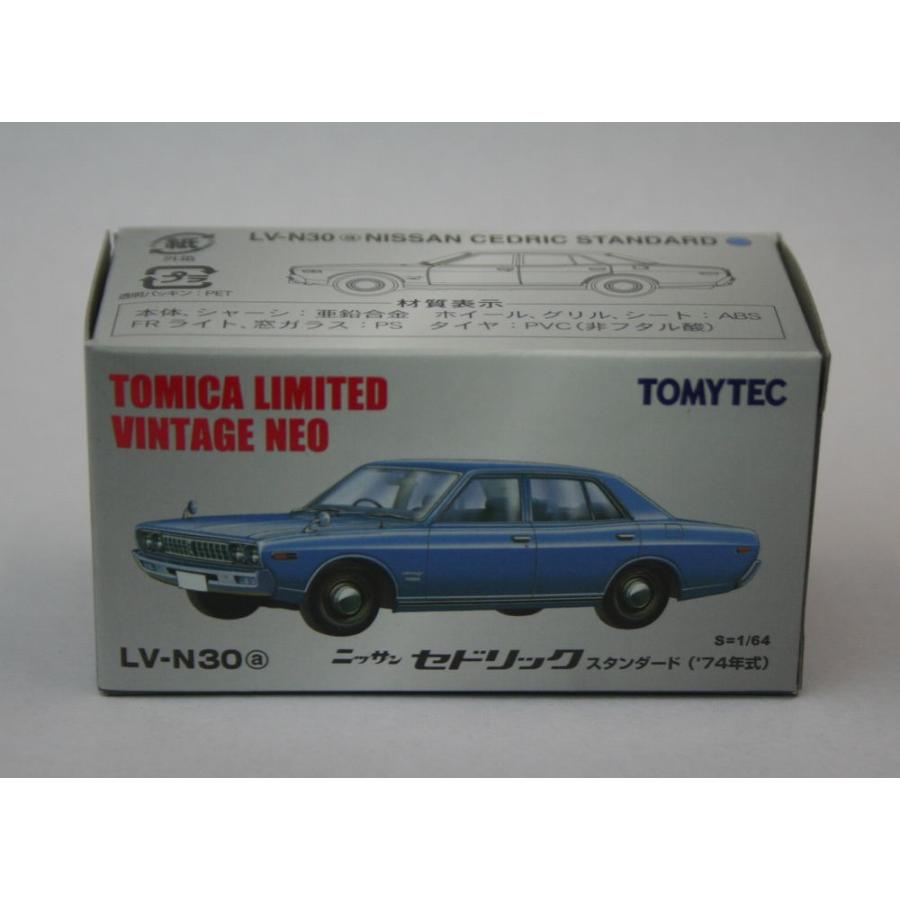 LV-N30 ⓐ NISSAN CEDRIC STANDARD
紙
外箱
プラ
透明パッキン：PET
材質表示
本体、シャーシ：亜鉛合金 ホイール、グリル、シート：ABS
FRライト、窓ガラス：PS タイヤ：PVC（非フタル酸）
TOMICA LIMITED
VINTAGE NEO
TOMYTEC
S=1/64
LV-N30ⓐ ニッサン セドリック スタンダード（'74年式）